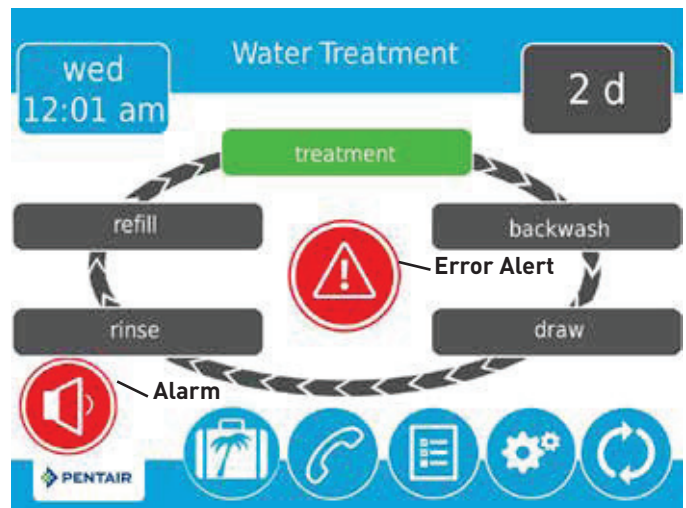 wed
12:01 am
Water Treatment
2 d
treatment
refill
backwash
Error Alert
rinse
draw
Alarm
PENTAIR